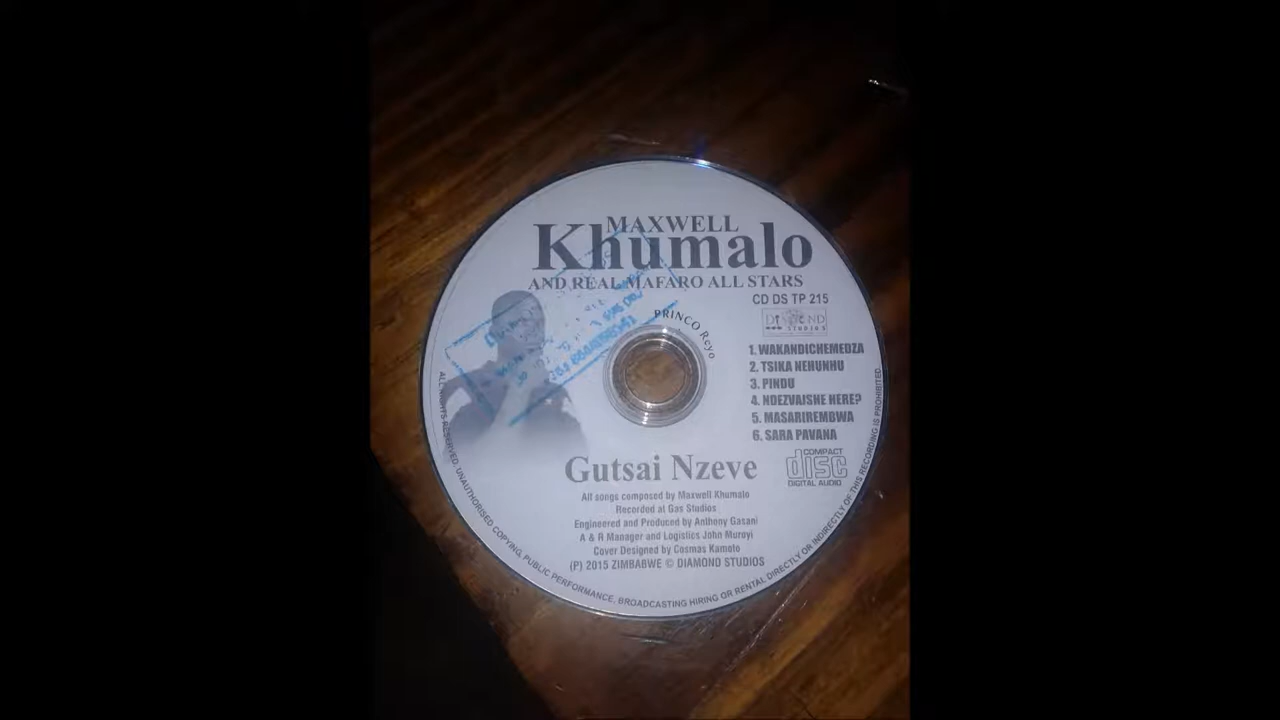 MAXWELL
Khumalo
AND REAL MAFARO ALL STARS
CD DS TP 215
DIAMOND
STUDIOS
PRINCO
1. WAKANDICHEMEDZA
2. TSIKA NEHUNHU
3. PINDU
4. NDEZVAISHE HERE?
5. MASARIREMBWA
6. SARA PAVANA
COMPACT
disc
DIGITAL AUDIO
Gutsai Nzeve
All songs composed by Maxwell Khumalo
Recorded at Gas Studios
Engineered and Produced by Anthony Gasani
A & R Manager and Logistics John Muroyi
Cover Designed by Cosmas Kamoto
(P) 2015 ZIMBABWE © DIAMOND STUDIOS
ALL RIGHTS RESERVED. UNAUTHORISED COPYING, PUBLIC PERFORMANCE, BROADCASTING HIRING OR RENTAL DIRECTLY OR INDIRECTLY OF THIS RECORDING IS PROHIBITED